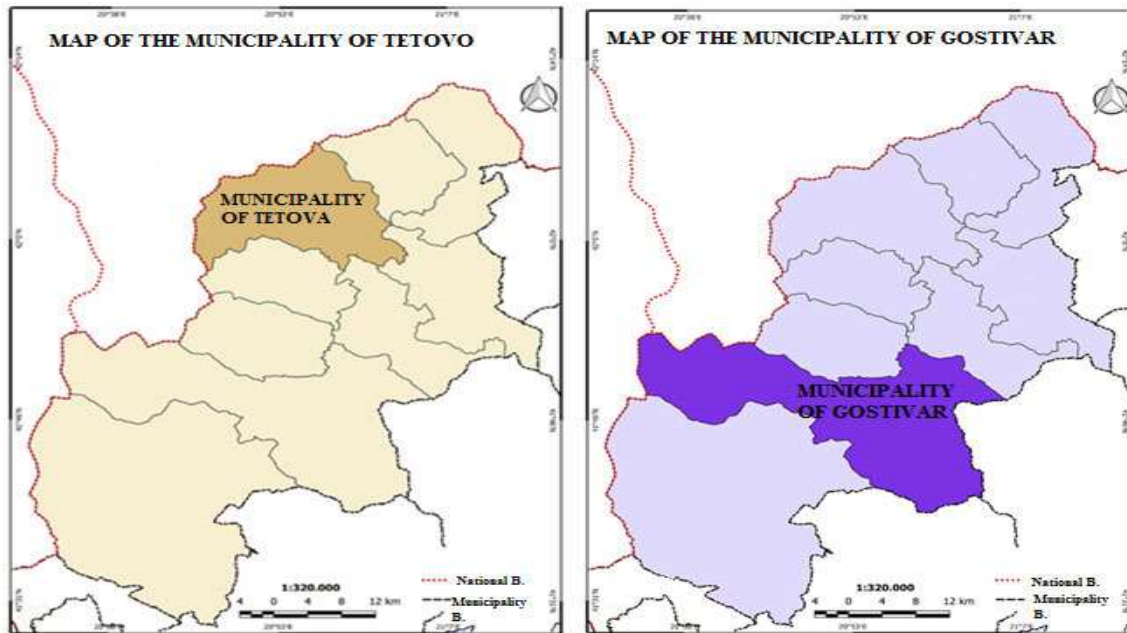 MAP OF THE MUNICIPALITY OF TETOVO
MUNICIPALITY
OF TETOVA
1:320.000
4 0 4 8 12 km
National B.
Municipality
B.
MAP OF THE MUNICIPALITY OF GOSTIVAR
MUNICIPALITY
OF GOSTIVAR
1:320.000
4 0 4 8 12 km
National B.
Municipality
B.